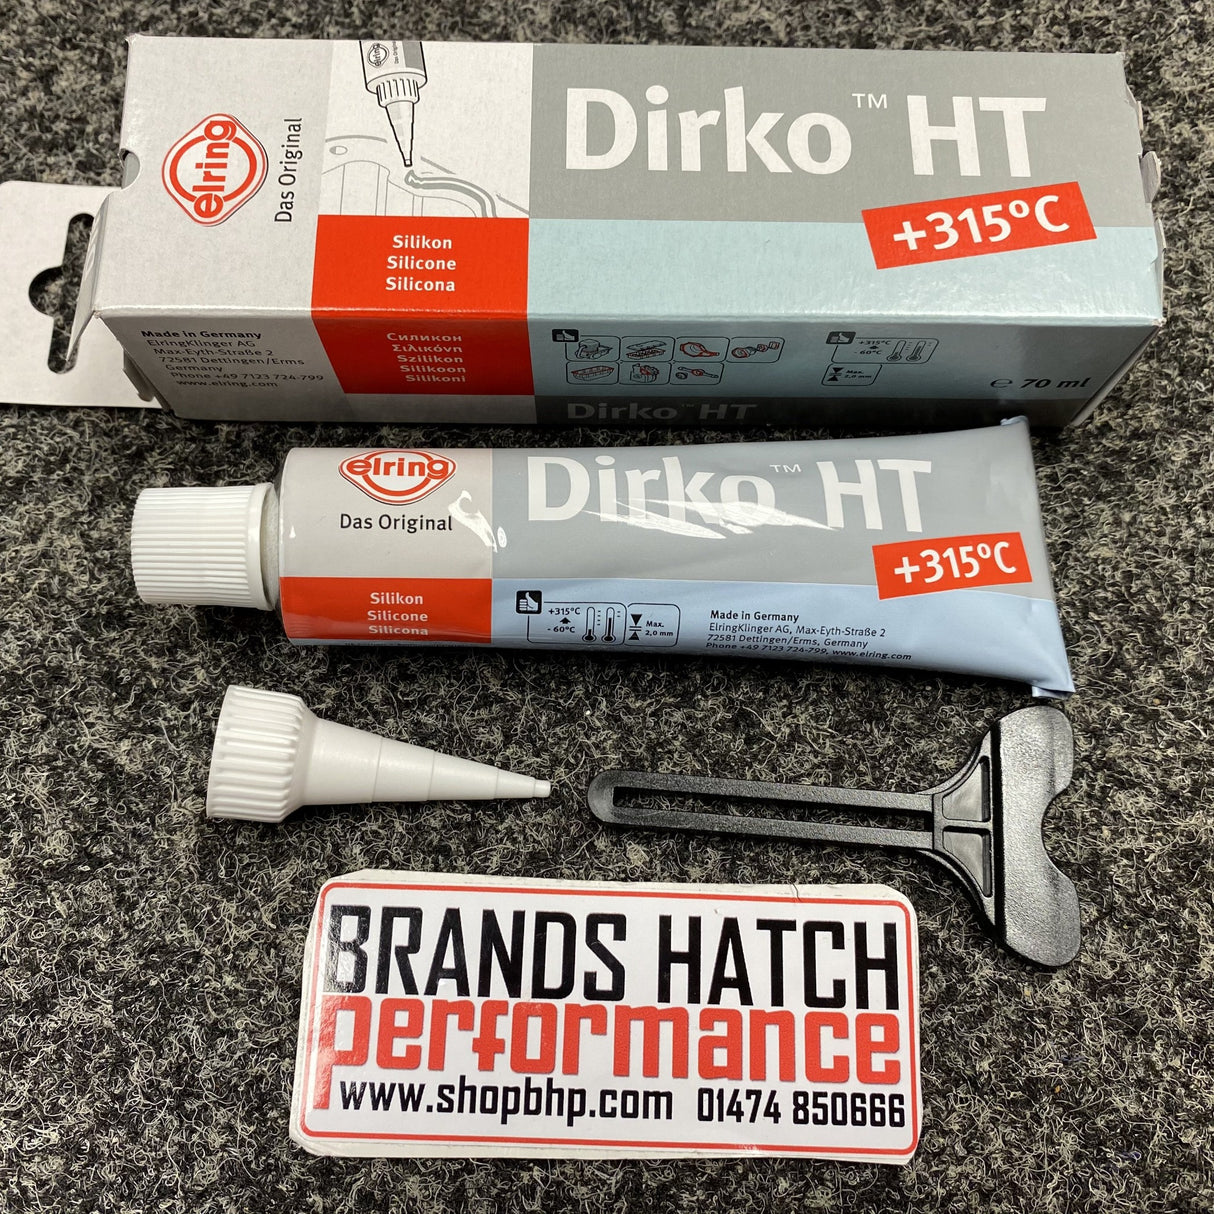 elring
Das Original
Dirko™ HT
+315°C
Silikon
Silicone
Silicona
Made in Germany
ElringKlinger AG
Max-Eyth-Straße 2
72581 Dettingen/Erms
Germany
Phone +49 7123 724-799
www.elring.com
Силикон
Σιλικόνη
Szilikon
Silikoon
Silikoni
+315°C
- 60°C
Max.
2,0 mm
℮ 70 ml
Dirko™ HT
elring
Das Original
Dirko™ HT
+315°C
Silikon
Silicone
Silicona
+315°C
- 60°C
Max.
2,0 mm
Made in Germany
ElringKlinger AG, Max-Eyth-Straße 2
72581 Dettingen/Erms, Germany
Phone +49 7123 724-799, www.elring.com
BRANDS HATCH
performance
www.shopbhp.com 01474 850666